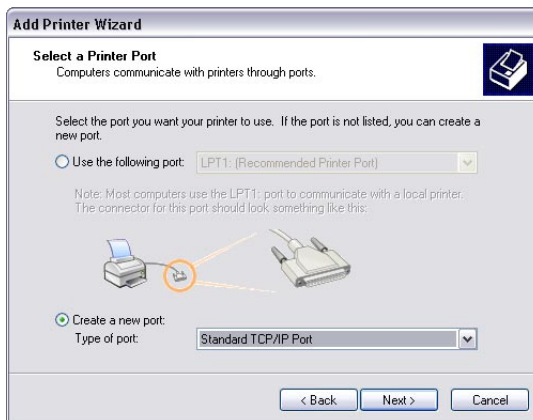 Add Printer Wizard
Select a Printer Port
Computers communicate with printers through ports.
Select the port you want your printer to use. If the port is not listed, you can create a
new port.
Use the following port: LPT1: (Recommended Printer Port)
Note: Most computers use the LPT1: port to communicate with a local printer.
The connector for this port should look something like this:
Create a new port:
Type of port: Standard TCP/IP Port
< Back Next > Cancel